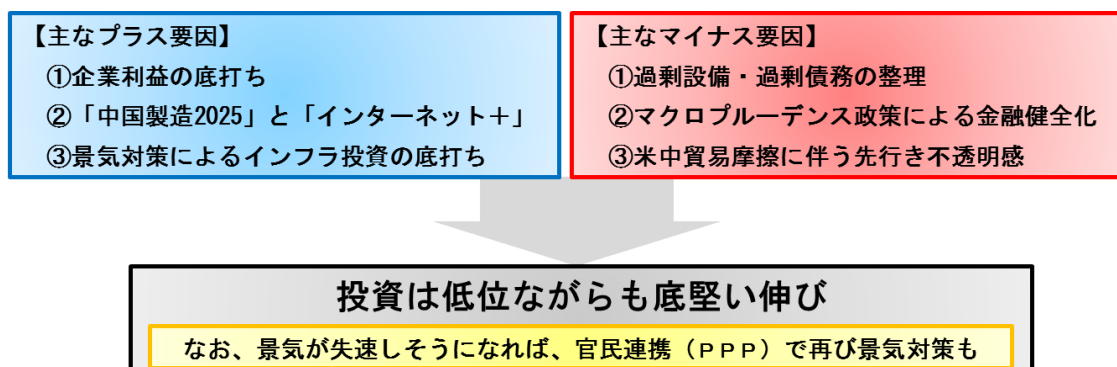 【主なプラス要因】
①企業利益の底打ち
②「中国製造2025」と「インターネット＋」
③景気対策によるインフラ投資の底打ち
【主なマイナス要因】
①過剰設備・過剰債務の整理
②マクロプルーデンス政策による金融健全化
③米中貿易摩擦に伴う先行き不透明感
投資は低位ながらも底堅い伸び
なお、景気が失速しそうになれば、官民連携（ＰＰＰ）で再び景気対策も